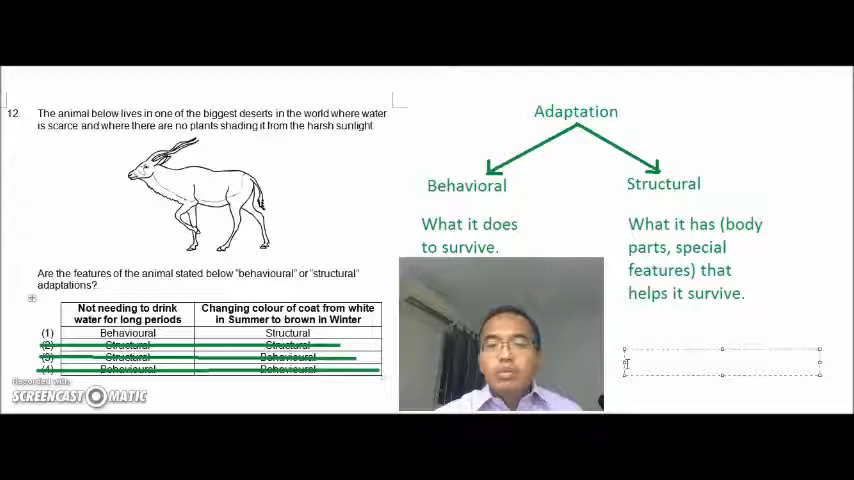 12. The animal below lives in one of the biggest deserts in the world where water
is scarce and where there are no plants shading it from the harsh sunlight
Are the features of the animal stated below "behavioural" or "structural"
adaptations?
Not needing to drink water for long periods
Changing colour of coat from white in Summer to brown in Winter
(1) Behavioural Structural
(2) Structural Structural
(3) Structural Behavioural
(4) Behavioural Behavioural
Recorded with
SCREENCAST MATIC
Adaptation
Behavioral
What it does
to survive.
Structural
What it has (body
parts, special
features) that
helps it survive.